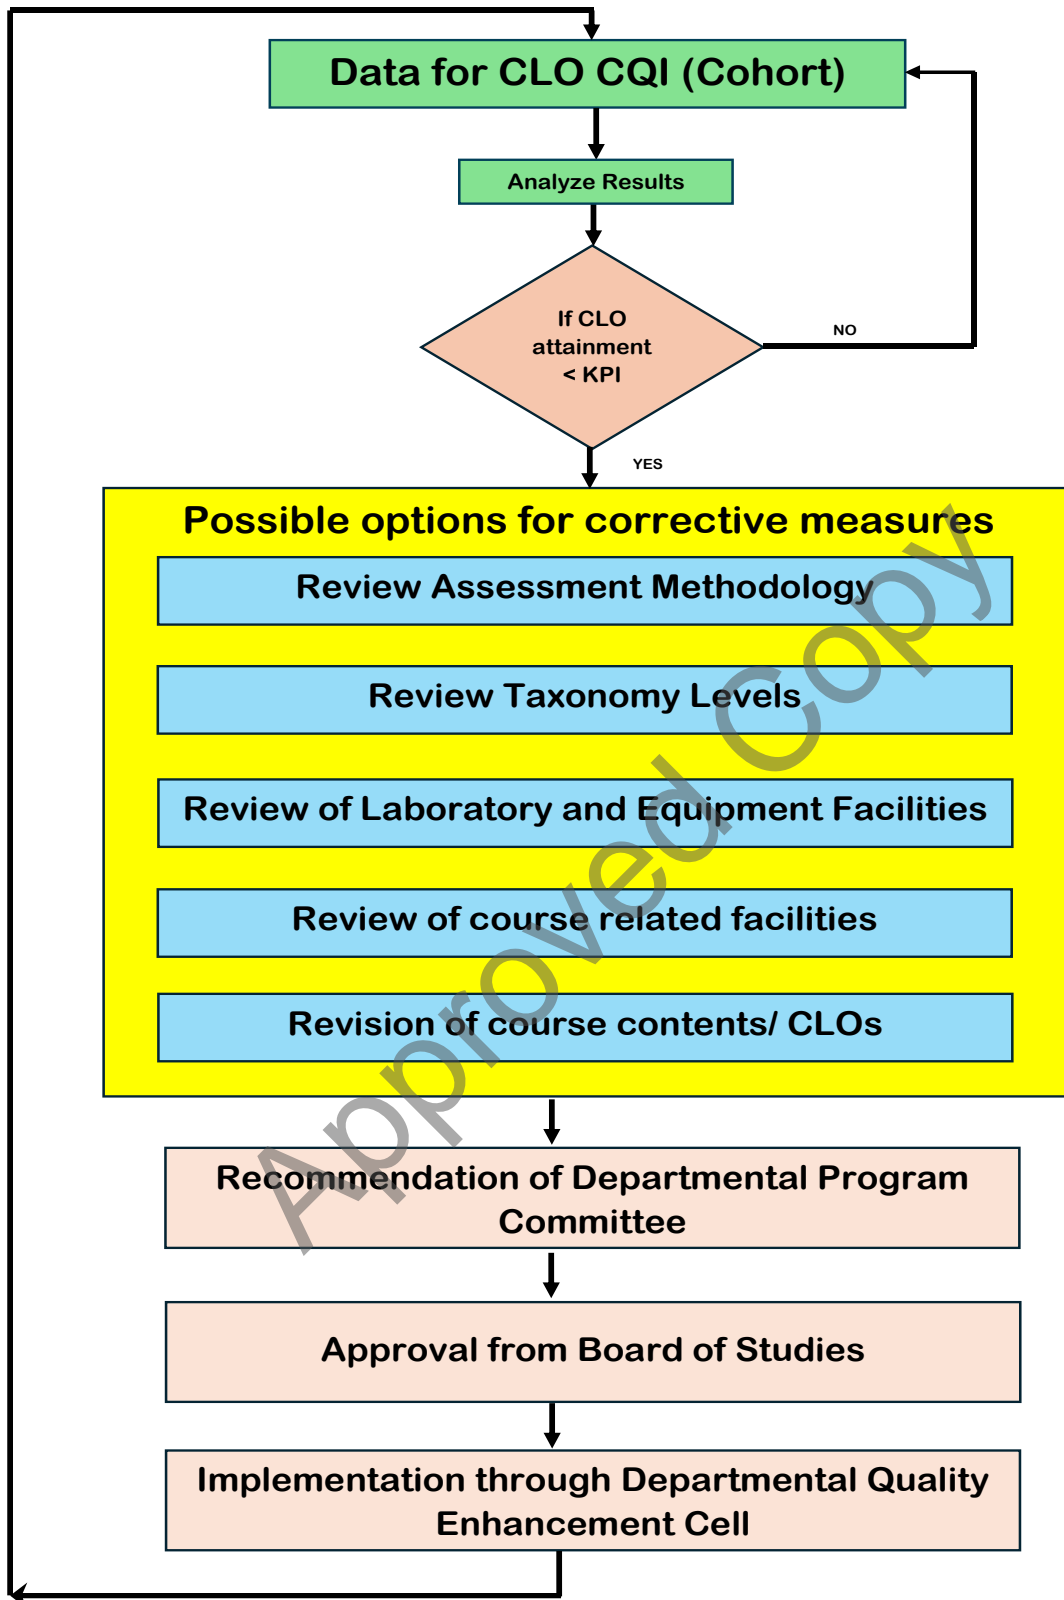 Data for CLO CQI (Cohort)
Analyze Results
If CLO
attainment
< KPI
NO
YES
Possible options for corrective measures
Review Assessment Methodology
Review Taxonomy Levels
Review of Laboratory and Equipment Facilities
Review of course related facilities
Revision of course contents/ CLOs
Recommendation of Departmental Program
Committee
Approval from Board of Studies
Implementation through Departmental Quality
Enhancement Cell
Approved Copy